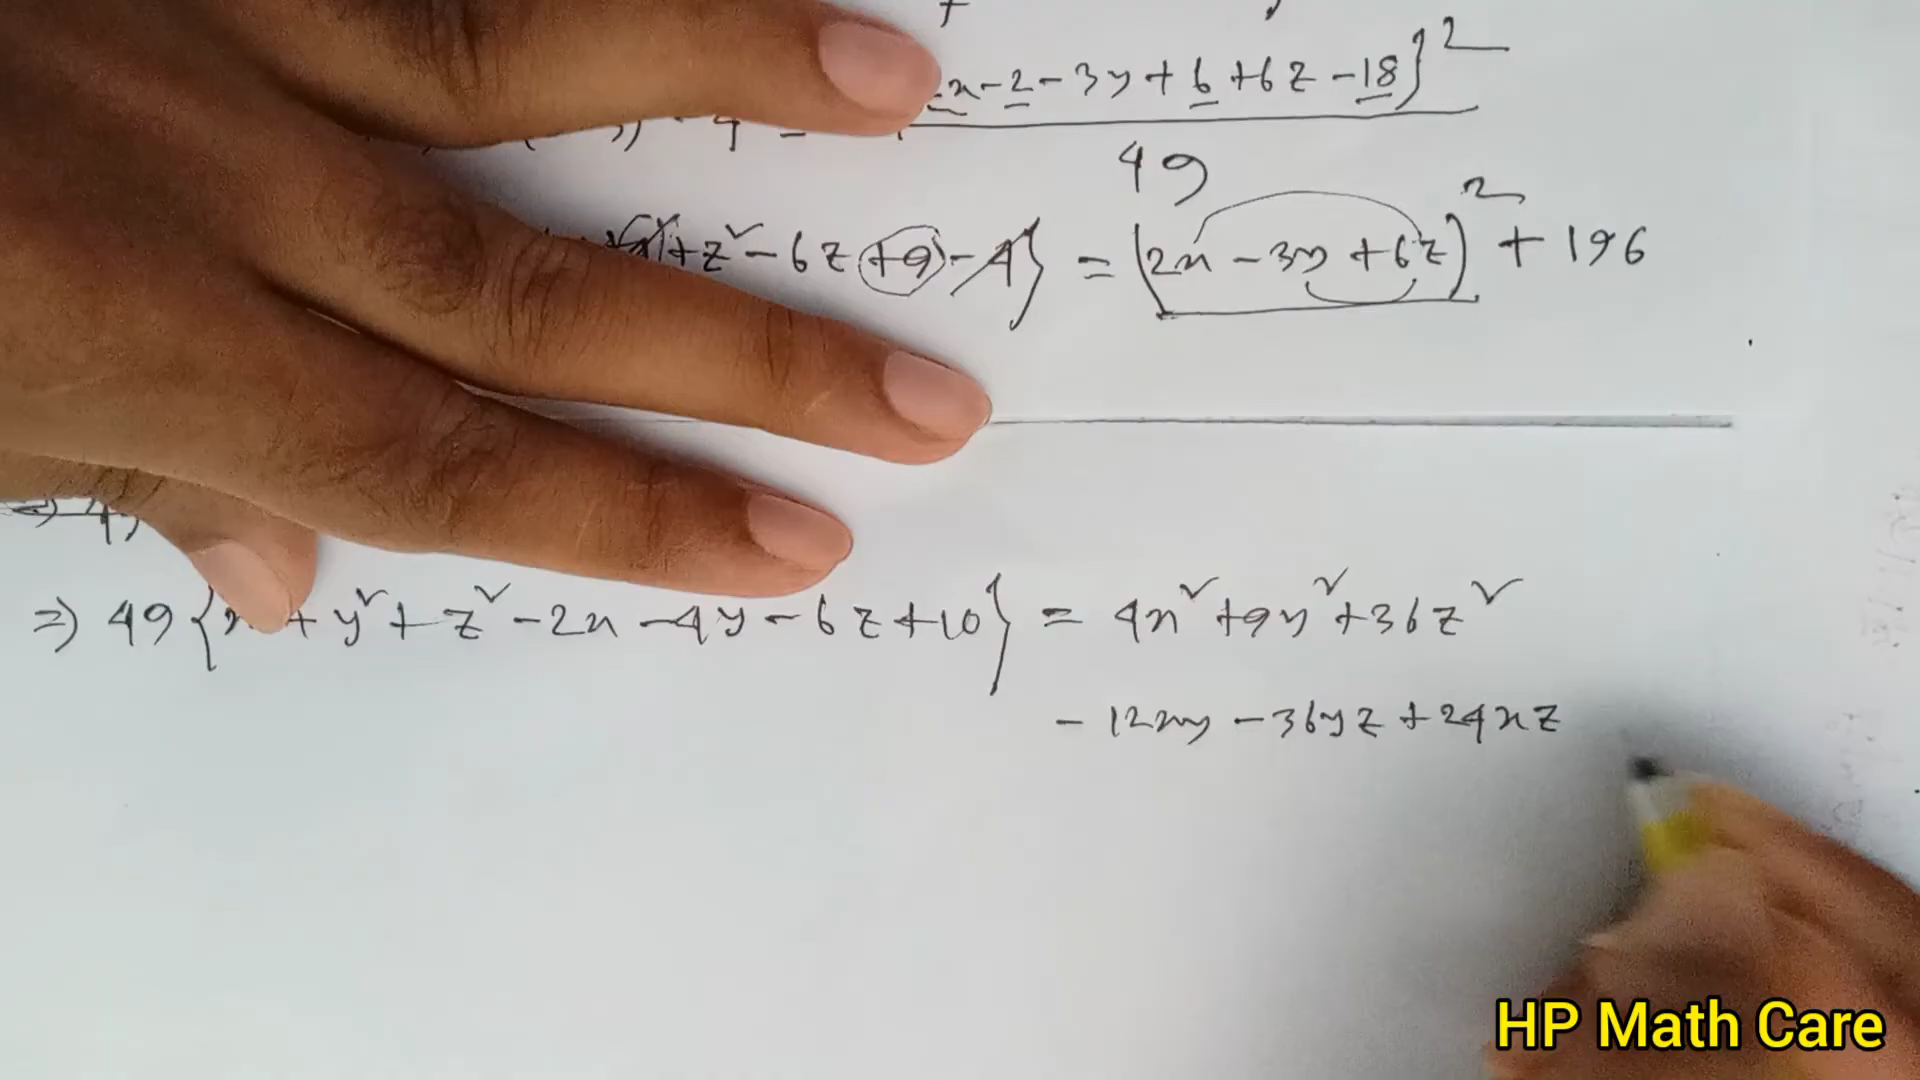 x-2-3y+6+6z-18}²
49
+z²-6z+9-4} = (2x-3y+6z)²+196
=> 49{x²+y²+z²-2x-4y-6z+10} = 4x²+9y²+36z²
-12xy-36yz+24xz
HP Math Care